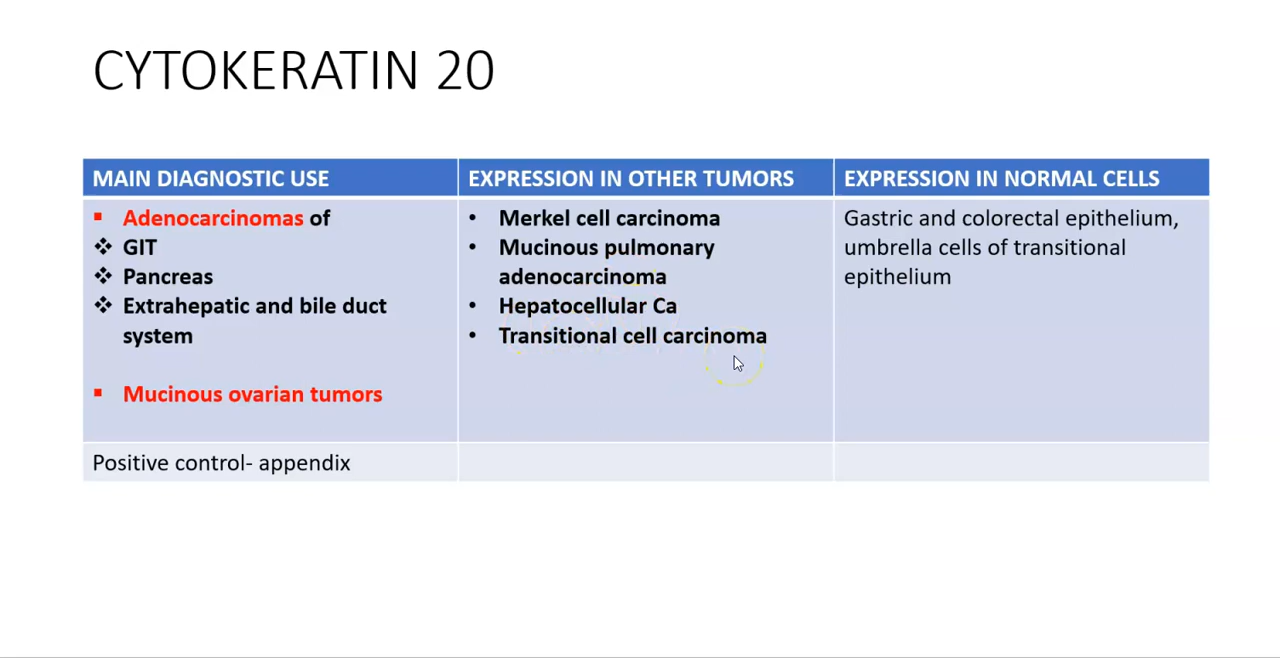 CYTOKERATIN 20
MAIN DIAGNOSTIC USE
EXPRESSION IN OTHER TUMORS
EXPRESSION IN NORMAL CELLS
Adenocarcinomas of
GIT
Pancreas
Extrahepatic and bile duct
system
Mucinous ovarian tumors
Merkel cell carcinoma
Mucinous pulmonary
adenocarcinoma
Hepatocellular Ca
Transitional cell carcinoma
Gastric and colorectal epithelium,
umbrella cells of transitional
epithelium
Positive control- appendix